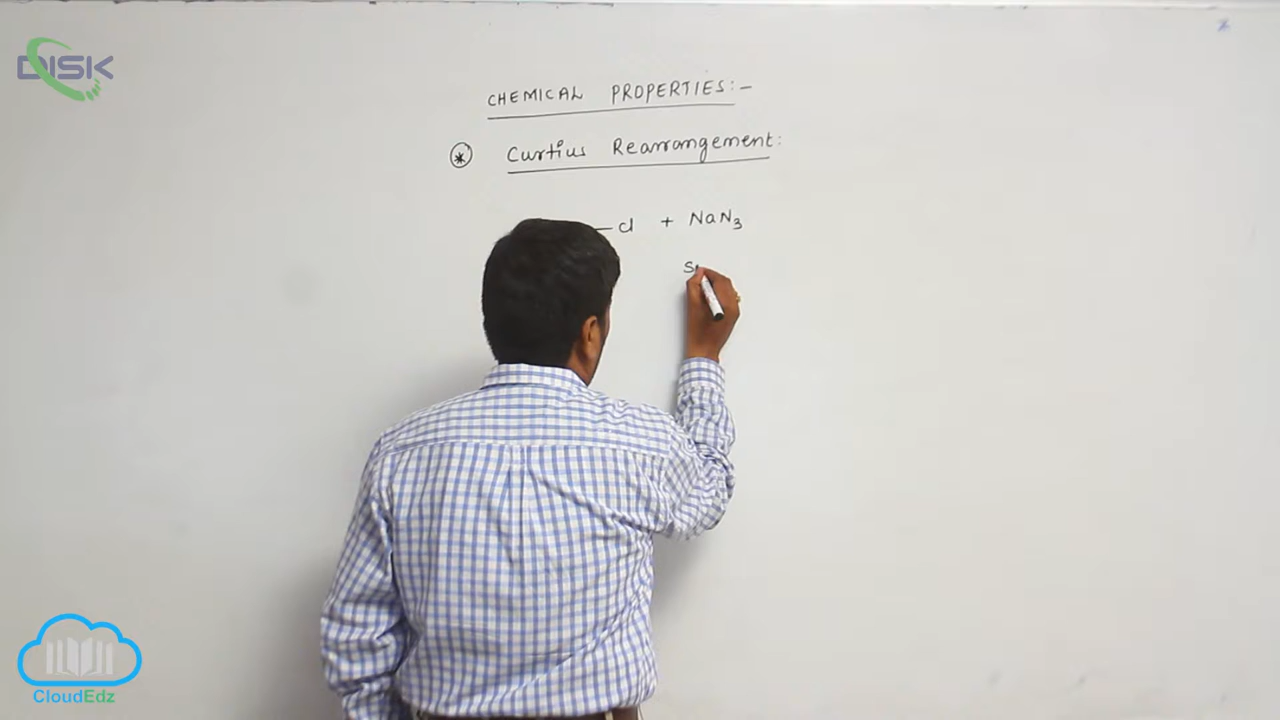 DISK
CHEMICAL PROPERTIES:-
* Curtius Rearrangement:
—Cl + NaN3
CloudEdz